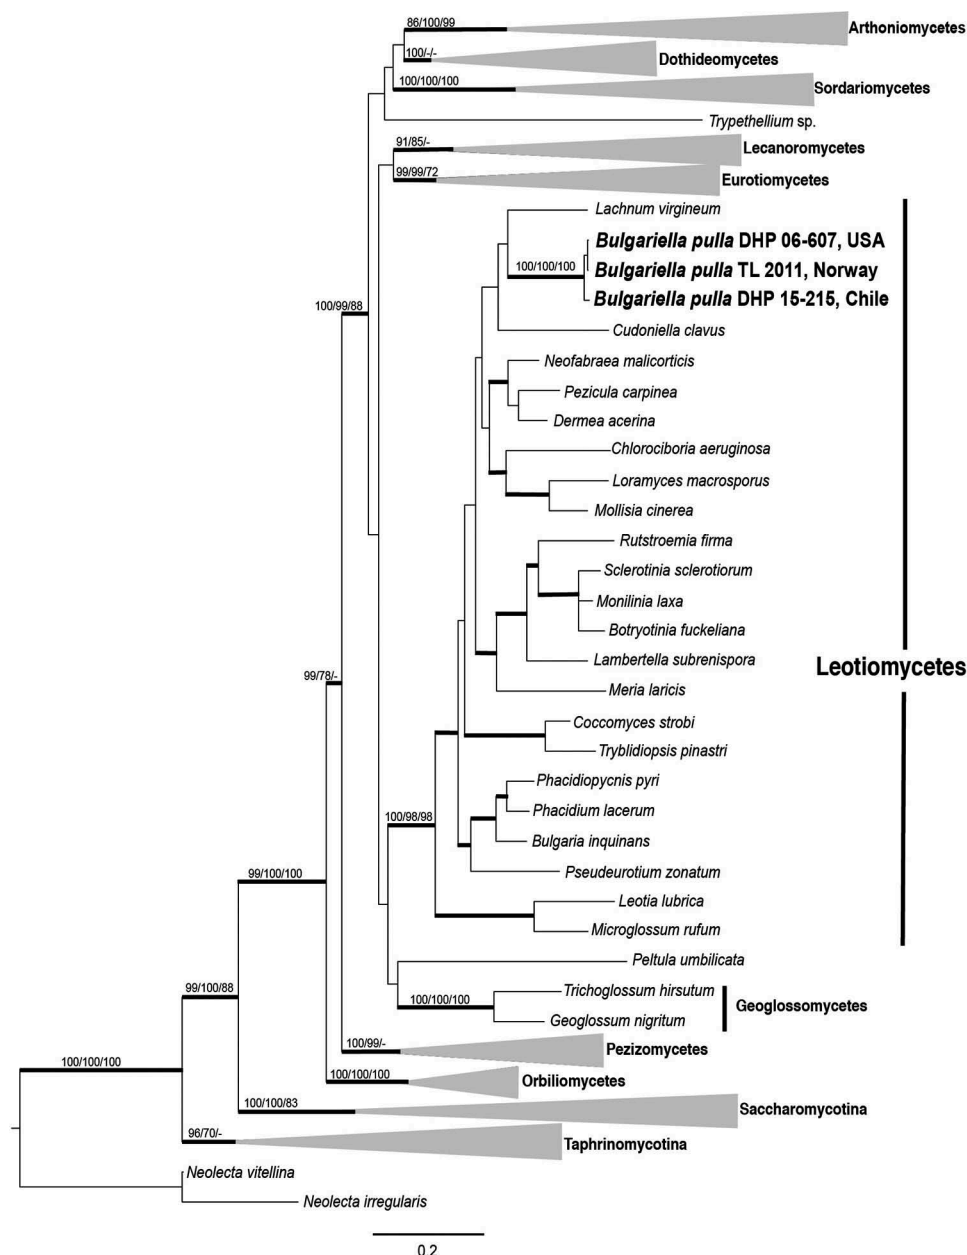 86/100/99
Arthoniomycetes
100/-/-
Dothideomycetes
100/100/100
Sordariomycetes
Trypethellium sp.
91/85/-
Lecanoromycetes
99/99/72
Eurotiomycetes
Lachnum virgineum
Bulgariella pulla DHP 06-607, USA
100/100/100
Bulgariella pulla TL 2011, Norway
Bulgariella pulla DHP 15-215, Chile
100/99/88
Cudoniella clavus
Neofabraea malicorticis
Pezicula carpinea
Dermea acerina
Chlorociboria aeruginosa
Loramyces macrosporus
Mollisia cinerea
Rutstroemia firma
Sclerotinia sclerotiorum
Monilinia laxa
Botryotinia fuckeliana
Lambertella subrenispora
Leotiomycetes
99/78/-
Meria laricis
Coccomyces strobi
Tryblidiopsis pinastri
Phacidiopycnis pyri
Phacidium lacerum
100/98/98
Bulgaria inquinans
Pseudeurotium zonatum
99/100/100
Leotia lubrica
Microglossum rufum
Peltula umbilicata
99/100/88
Trichoglossum hirsutum
100/100/100
Geoglossomycetes
Geoglossum nigritum
100/99/-
Pezizomycetes
100/100/100
100/100/100
Orbiliomycetes
100/100/83
Saccharomycotina
96/70/-
Taphrinomycotina
Neolecta vitellina
Neolecta irregularis
0.2